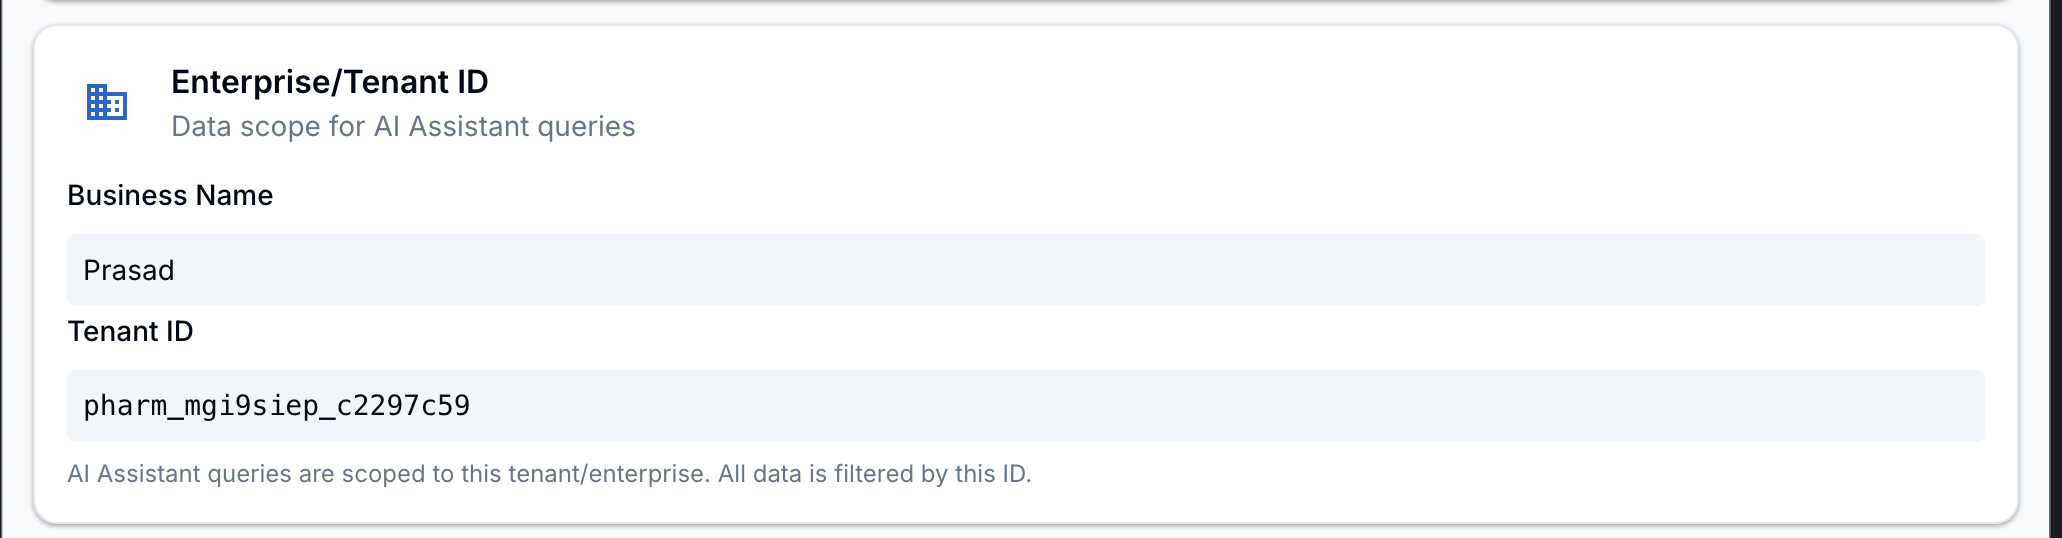 Enterprise/Tenant ID
Data scope for AI Assistant queries
Business Name
Prasad
Tenant ID
pharm_mgi9siep_c2297c59
AI Assistant queries are scoped to this tenant/enterprise. All data is filtered by this ID.